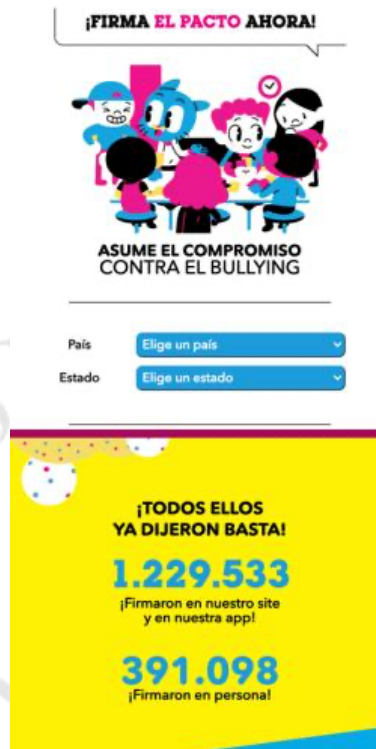 ¡FIRMA EL PACTO AHORA!
ASUME EL COMPROMISO
CONTRA EL BULLYING
País
Elige un país
Estado
Elige un estado
¡TODOS ELLOS
YA DIJERON BASTA!
1.229.533
¡Firmaron en nuestro site
y en nuestra app!
391.098
¡Firmaron en persona!